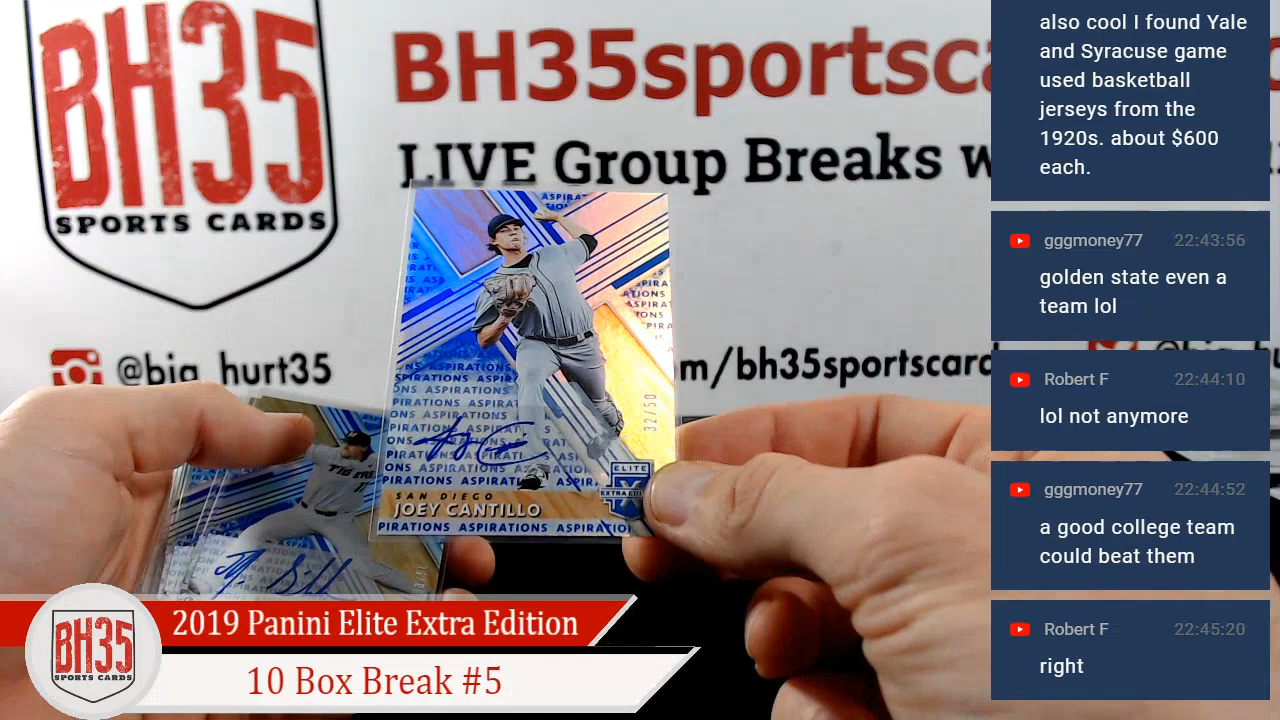 BH35
SPORTS CARDS
BH35sportsca
LIVE Group Breaks w
@big_hurt35
m/bh35sportscard
ASPIRATIONS
32/50
ELITE
EXTRA EDITION
SAN DIEGO
JOEY CANTILLO
PIRATIONS ASPIRATIONS ASPIRATIO
TIGERS
BH35
SPORTS CARDS
2019 Panini Elite Extra Edition
10 Box Break #5
also cool I found Yale
and Syracuse game
used basketball
jerseys from the
1920s. about $600
each.
gggmoney77 22:43:56
golden state even a
team lol
Robert F 22:44:10
lol not anymore
gggmoney77 22:44:52
a good college team
could beat them
Robert F 22:45:20
right